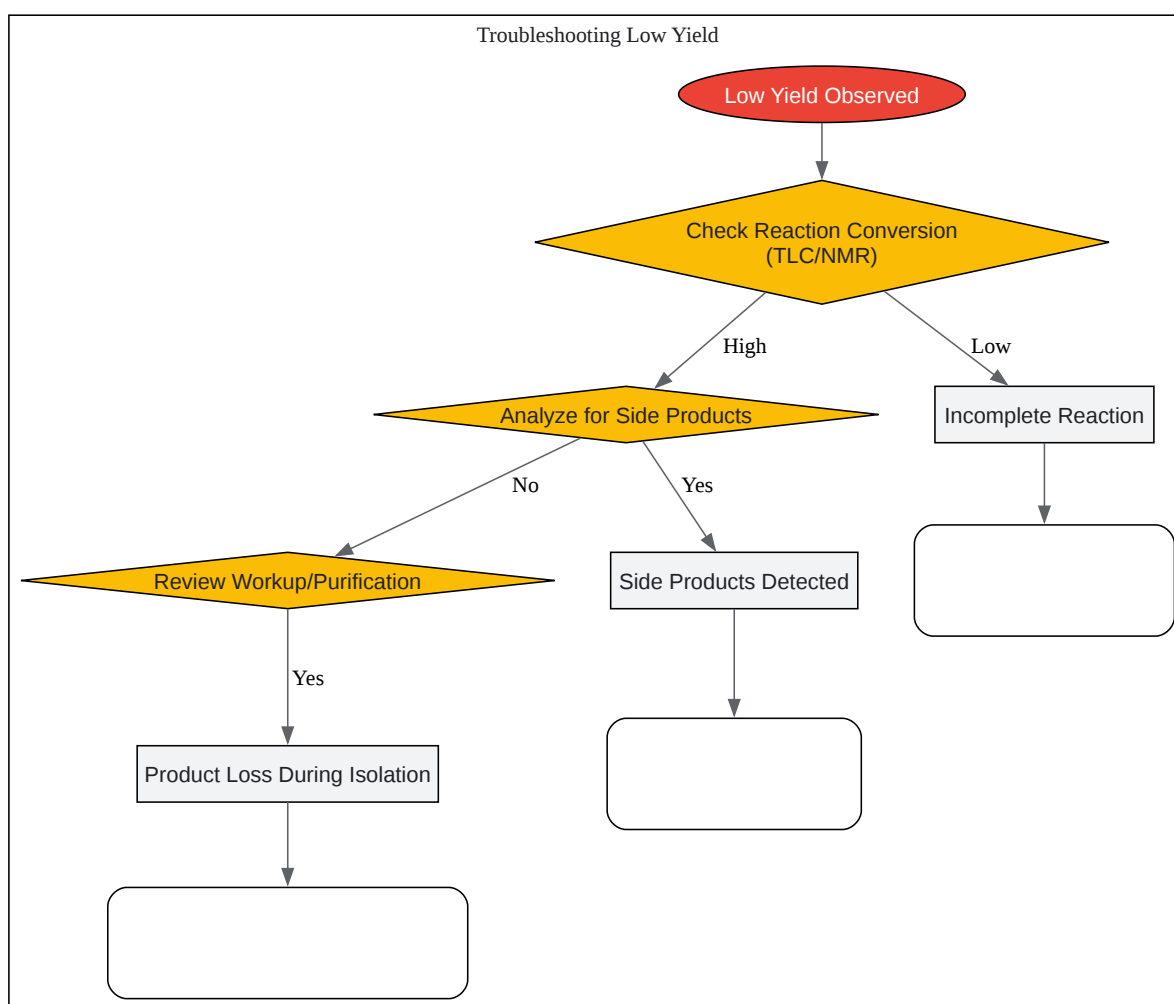 Troubleshooting Low Yield
Low Yield Observed
Check Reaction Conversion
(TLC/NMR)
High
Low
Analyze for Side Products
Incomplete Reaction
No
Yes
Review Workup/Purification
Side Products Detected
Yes
Product Loss During Isolation